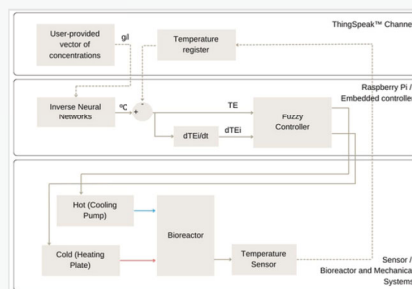 ThingSpeak™ Channe
User-provided
vector of
concentrations
g/l
Temperature
register
Raspberry Pi /
Embedded controller
Inverse Neural
Networks
ºC
+
-
TE
dTEi/dt
dTEi
Fuzzy
Controller
Hot (Cooling
Pump)
Bioreactor
Cold (Heating
Plate)
Temperature
Sensor
Sensor /
Bioreactor and Mechanical
Systems